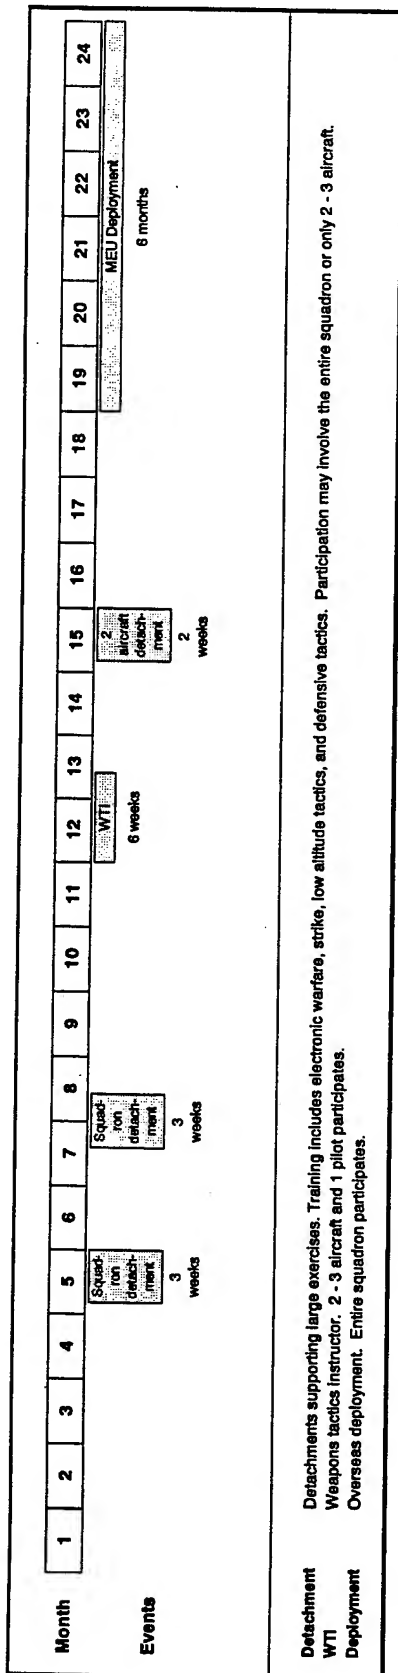 Month 1 2 3 4 5 6 7 8 9 10 11 12 13 14 15 16 17 18 19 20 21 22 23 24
Events
Squad-
ron
detach-
ment
3
weeks
Squad-
ron
detach-
ment
3
weeks
WTI
6 weeks
2
aircraft
detach-
ment
2
weeks
MEU Deployment
6 months
Detachment Detachments supporting large exercises. Training includes electronic warfare, strike, low altitude tactics, and defensive tactics. Participation may involve the entire squadron or only 2 - 3 aircraft.
WTI Weapons tactics instructor. 2 - 3 aircraft and 1 pilot participates.
Deployment Overseas deployment. Entire squadron participates.